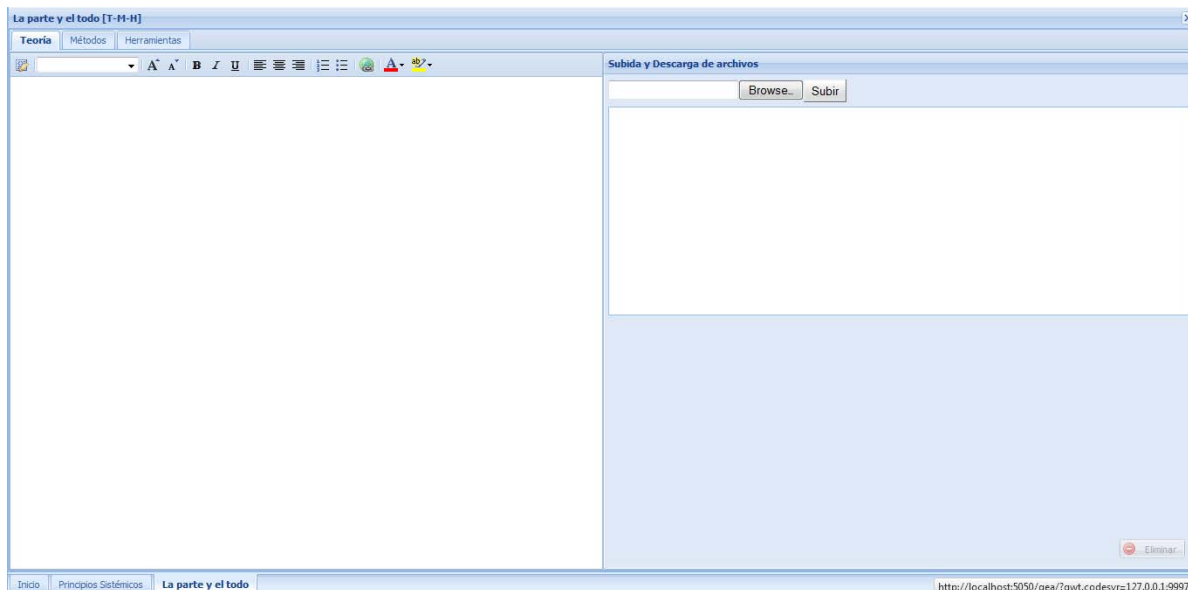 La parte y el todo [T-M-H]
Teoría Métodos Herramientas
A A B I U A ab
Subida y Descarga de archivos
Browse.. Subir
Eliminar
Inicio Principios Sistémicos La parte y el todo
http://localhost:5050/gea/?gwt.codesvr=127.0.0.1:9997